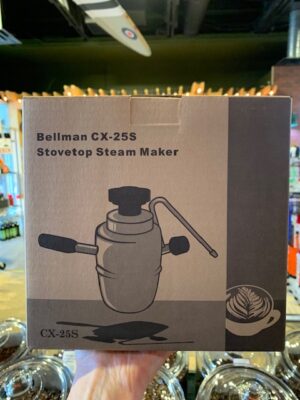 Bellman CX-25S
Stovetop Steam Maker
CX-25S